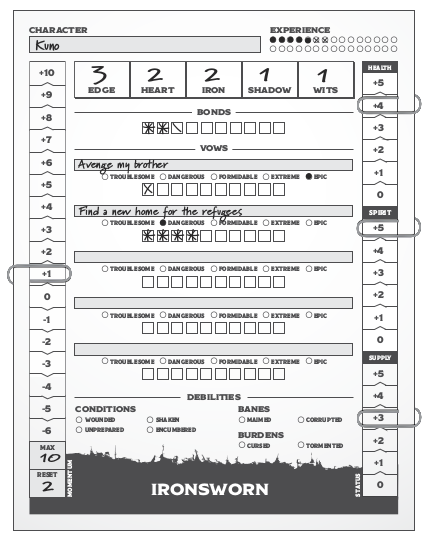 CHARACTER
EXPERIENCE
Kuno
+10
+9
+8
+7
+6
+5
+4
+3
+2
+1
0
-1
-2
-3
-4
-5
-6
MAX
10
RESET
2
MOMENTUM
3 2 2 1 1
EDGE HEART IRON SHADOW WITS
BONDS
VOWS
Avenge my brother
TROUBLESOME DANGEROUS FORMIDABLE EXTREME EPIC
Find a new home for the refugees
TROUBLESOME DANGEROUS FORMIDABLE EXTREME EPIC
TROUBLESOME DANGEROUS FORMIDABLE EXTREME EPIC
TROUBLESOME DANGEROUS FORMIDABLE EXTREME EPIC
TROUBLESOME DANGEROUS FORMIDABLE EXTREME EPIC
DEBILITIES
CONDITIONS
WOUNDED SHAKEN
UNPREPARED ENCUMBERED
BANES
MAIMED CORRUPTED
BURDENS
CURSED TORMENTED
IRONSWORN
HEALTH
+5
+4
+3
+2
+1
0
SPIRIT
+5
+4
+3
+2
+1
0
SUPPLY
+5
+4
+3
+2
+1
0
STATUS